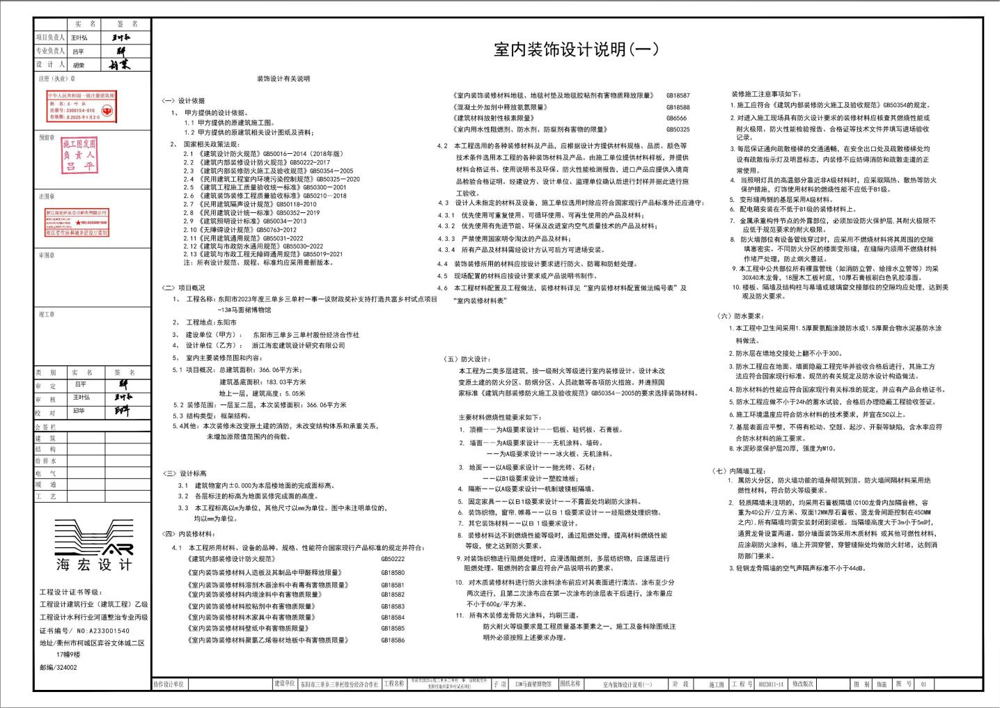 实 名 签 名
项目负责人 王叶弘
专业负责人 吕平
设 计 人 胡荣
注册（执业）章
中华人民共和国一级注册建筑师
姓 名：王 叶 弘
注册号：3300154-010
有效期：至2025年1月2日
预留章
施工图发图
负 责 人
吕 平
出图章
浙江海宏建筑设计研究有限公司
NO:A233001540
浙江省住房和城乡建设厅监制
审图章
竣工章
类 别 实 名 签 名
审 定 吕平
审 核 王叶弘
校 对 邱华
会签栏
建 筑
结 构
给排水
电 气
暖 通
工 艺
海宏设计
工程设计证书等级：
工程设计建筑行业（建筑工程）乙级
工程设计水利行业河道整治专业丙级
证书编号/ NO:A233001540
地址/衢州市柯城区弈谷文体城二区
17幢9楼
邮编/324002
室内装饰设计说明(一)
装饰设计有关说明
<一> 设计依据
1、 甲方提供的设计依据。
1.1 甲方提供的原建筑施工图。
1.2 甲方提供的原建筑相关设计图纸及资料；
2、 国家相关政策法规：
2.1 《建筑设计防火规范》GB50016-2014（2018年版）
2.2 《建筑内部装修设计防火规范》GB50222-2017
2.3 《建筑内部装修防火施工及验收规范》GB50354-2005
2.4 《民用建筑工程室内环境污染控制规范》GB50325-2020
2.5 《建筑工程施工质量验收统一标准》GB50300-2001
2.6 《建筑装饰装修工程质量验收标准》GB50210-2018
2.7 《民用建筑隔声设计规范》GB50118-2010
2.8 《民用建筑设计统一标准》GB50352-2019
2.9 《建筑照明设计标准》GB50034-2013
2.10《无障碍设计规范》GB50763-2012
2.11《民用建筑通用规范》GB55031-2022
2.12《建筑与市政防水通用规范》GB55030-2022
2.13《建筑与市政工程无障碍通用规范》GB55019-2021
注：所有设计规范、规程、标准均应采用最新版本。
<二> 项目概况
1、 工程名称：东阳市2023年度三单乡三单村一事一议财政奖补支持打造共富乡村试点项目
-13#马面裙博物馆
2、 工程地点：东阳市
3、 建设单位（甲方）： 东阳市三单乡三单村股份经济合作社
4、 设计单位（乙方）： 浙江海宏建筑设计研究有限公司
5、 室内主要装修范围和内容：
5.1 项目概况：总建筑面积：366.06平方米；
建筑基底面积：183.03平方米
地上一层，建筑高度：5.05米
5.2 装修范围：一层至二层，本次装修面积：366.06平方米
5.3 结构类型：框架结构。
5.4其他：本次装修未改变原土建的消防，未改变结构体系和承重关系，
未增加原限值范围内的荷载。
<三> 设计标高
3.1 建筑物室内±0.000为本层楼地面的完成面标高。
3.2 各层标注的标高为地面装修完成面的高度。
3.3 本工程标高以m为单位，其他尺寸以mm为单位。图中未注明单位的，
均以mm为单位。
<四> 内装修材料：
4.1 本工程所用材料、设备的品种、规格、性能符合国家现行产品标准的规定并符合：
《建筑内部装修设计防火规范》 GB50222
《室内装饰装修材料人造板及其制品中甲醛释放限量》 GB18580
《室内装饰装修材料溶剂木器涂料中有毒有害物质限量》 GB18581
《室内装饰装修材料内墙涂料中有害物质限量》 GB18582
《室内装饰装修材料胶粘剂中有害物质限量》 GB18583
《室内装饰装修材料木家具中有害物质限量》 GB18584
《室内装饰装修材料壁纸中有害物质限量》 GB18585
《室内装饰装修材料聚氯乙烯卷材地板中有害物质限量》 GB18586
《室内装饰装修材料地毯、地毯衬垫及地毯胶粘剂有害物质释放限量》 GB18587
《混凝土外加剂中释放氨氮限量》 GB18588
《建筑材料放射性核素限量》 GB6566
《室内用水性阻燃剂、防水剂、防腐剂有害物的限量》 GB50325
4.2 本工程选用的各种装修材料及产品，应根据设计方提供材料规格、品质、颜色等
技术条件选用本工程的各种装饰材料及产品。由施工单位提供材料样板，并提供
材料合格证书、使用说明书及环保、防火性能检测报告，进口产品应提供入境商
品检验合格证明。经建设方、设计单位、监理单位确认后进行封样并据此进行施
工验收。
4.3 设计人未指定的材料及设备，施工单位选用时除应符合国家现行产品标准外还应遵守：
4.3.1 优先使用可重复使用、可循环使用、可再生使用的产品及材料；
4.3.2 优先使用有先进节能、环保及改进室内空气质量技术的产品及材料；
4.3.3 严禁使用国家明令淘汰的产品及材料；
4.3.4 所有产品及材料需经设计方认可后方可进场安装。
4.4 装饰装修所用的材料应按设计要求进行防火、防霉和防蛀处理。
4.5 现场配置的材料应按设计要求或产品说明书制作。
4.6 本工程材料配置及工程做法，装修材料详见“室内装修材料配置做法编号表”及
“室内装修材料表”
（五）防火设计：
本工程为二类多层建筑，按一级耐火等级进行室内装修设计。设计未改
变原土建的防火分区、防烟分区、人员疏散等各项防火措施。并遵照国
家标准《建筑内部装修防火施工及验收规范》GB50354-2005的要求选择装饰材料。
主要材料燃烧性能要求如下：
1. 顶棚——为A级要求设计——铝板、硅钙板、石膏板。
2. 墙面——为A级要求设计——无机涂料、墙砖。
——为A级要求设计——冰火板、无机涂料。
3. 地面——以A级要求设计——抛光砖、石材；
——以B1级要求设计—塑胶地板；
4. 隔断——以A级要求设计——机制玻镁板隔墙。
5. 固定家具——以Ｂ１级要求设计——不露面处均刷防火涂料。
6. 装饰织物，窗帘.帷幕——以Ｂ１级要求设计——经阻燃处理织物。
7. 其它装饰材料——以Ｂ１级要求设计。
8. 装修材料达不到燃烧性能等级时，通过阻燃处理，提高材料燃烧性能
等级，使之达到防火要求。
9.对装饰织物进行阻燃处理时，应浸透阻燃剂，多层纺织物，应逐层进行
阻燃处理。阻燃剂的含量应符合产品说明书的要求。
10. 对木质装修材料进行防火涂料涂布前应对其表面进行清洁。涂布至少分
两次进行，且第二次涂布应在第一次涂布的涂层表干后进行，涂布量应
不小于600g/平方米。
11. 所有木装修龙骨防火涂料，均刷三道。
防火耐火等级要求是工程质量基本要素之一，施工及备料除图纸注
明外必须按照上述要求办理。
装修施工注意事项如下：
1.施工应符合《建筑内部装修防火施工及验收规范》GB50354的规定。
2.对进入施工现场具有防火设计要求的装修材料应核查其燃烧性能或
耐火极限、防火性能检验报告、合格证等技术文件并填写进场验收
记录。
3.每层保证通向疏散楼梯的交通通畅，在安全出口处及疏散楼梯处均
设有疏散指示灯及明显标志，内装修不应妨碍消防和疏散走道的正
常使用。
4. 当照明灯具的高温部分靠近非A级材料时，应采取隔热、散热等防火
保护措施，灯饰使用材料的燃烧性能不应低于B1级。
5. 变形缝两侧的基层采用A级材料。
6. 配电箱安装在不低于B1级的装修材料上。
7. 金属承重构件节点的外露部位，必须加设防火保护层,其耐火极限不
应低于规范要求的耐火极限。
8. 防火墙部位有设备管线穿过时，应采用不燃烧材料将其周围的空隙
填塞密实。不同防火分区的楼面变形缝，在缝隙内须用不燃烧材料
作堵严处理，防止烟火蔓延。
9.本工程中公共部位所有裸露管线（如消防立管、给排水立管等）均采
30X40木龙骨，18厘木工板衬底，10厚石膏板刷白色乳胶漆面。
10.楼板、隔墙及结构柱与幕墙或玻璃窗交接部位的空隙均应处理，达到美
观及防火要求。
（六）防水要求：
1.本工程中卫生间采用1.5厚聚氨酯涂膜防水或1.5厚聚合物水泥基防水涂
料做法。
2.防水层在墙地交接处上翻不小于300。
3.防水工程应在地面、墙面隐蔽工程完毕并验收合格后进行，其施工方
法应符合国家现行标准、规范的有关规定及防水设计构造做法。
4.防水材料的性能应符合国家现行有关标准的规定，并应有产品合格证书。
5.防水工程应做不小于24h的蓄水试验，合格后办理隐蔽工程验收签证。
6.施工环境温度应符合防水材料的技术要求，并宜在5C以上。
7.基层表面应平整，不得有松动、空鼓、起沙、开裂等缺陷，含水率应符
合防水材料的施工要求。
8.水泥砂浆保护层20厚，强度为M10。
（七）内隔墙工程：
1. 属防火分区，防火墙功能的墙身砌筑到顶。防火墙间隔材料采用绝
燃性材料，符合防火等级要求。
2. 轻质隔墙未注明的，均采用石膏板隔墙(C100龙骨内加隔音棉，容
重为40公斤/立方米、双面12MM厚石膏板、竖龙骨间距控制在450MM
之内),所有隔墙均需安装封闭到梁板。当隔墙高度大于3m小于5m时，
通贯龙骨设置两道。部分墙面装饰采用木质材料 或其他可燃性材料，
应涂刷防火涂料，墙上开洞穿管，穿管缝隙处均做防火封堵，达到消
防部门要求。
3. 轻钢龙骨隔墙的空气声隔声标准不小于44dB。
协作设计单位 建设单位 东阳市三单乡三单村股份经济合作社 工程名称 东阳市2023年度三单乡三单村一事一议财政奖补
支持打造共富乡村试点项目 子 项 13#马面裙博物馆 图纸名称 室内装饰设计说明(一) 阶 段 施工图 工 程 号 HH23011-14 修改版次 图 别 饰施 图 号 01